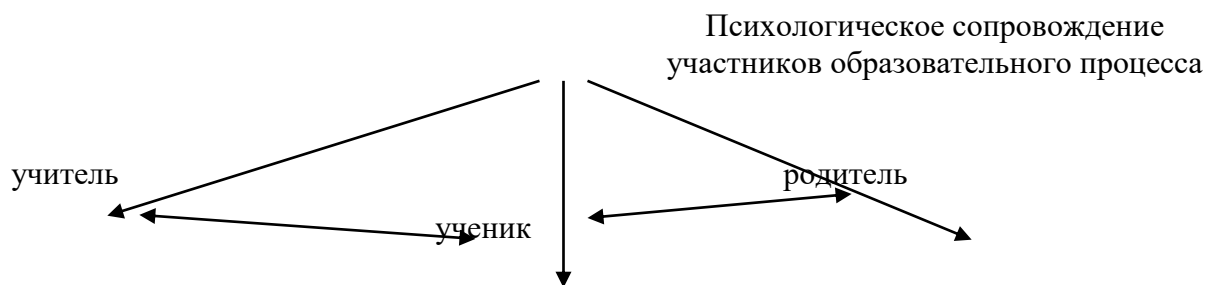 Психологическое сопровождение
участников образовательного процесса
учитель
родитель
ученик